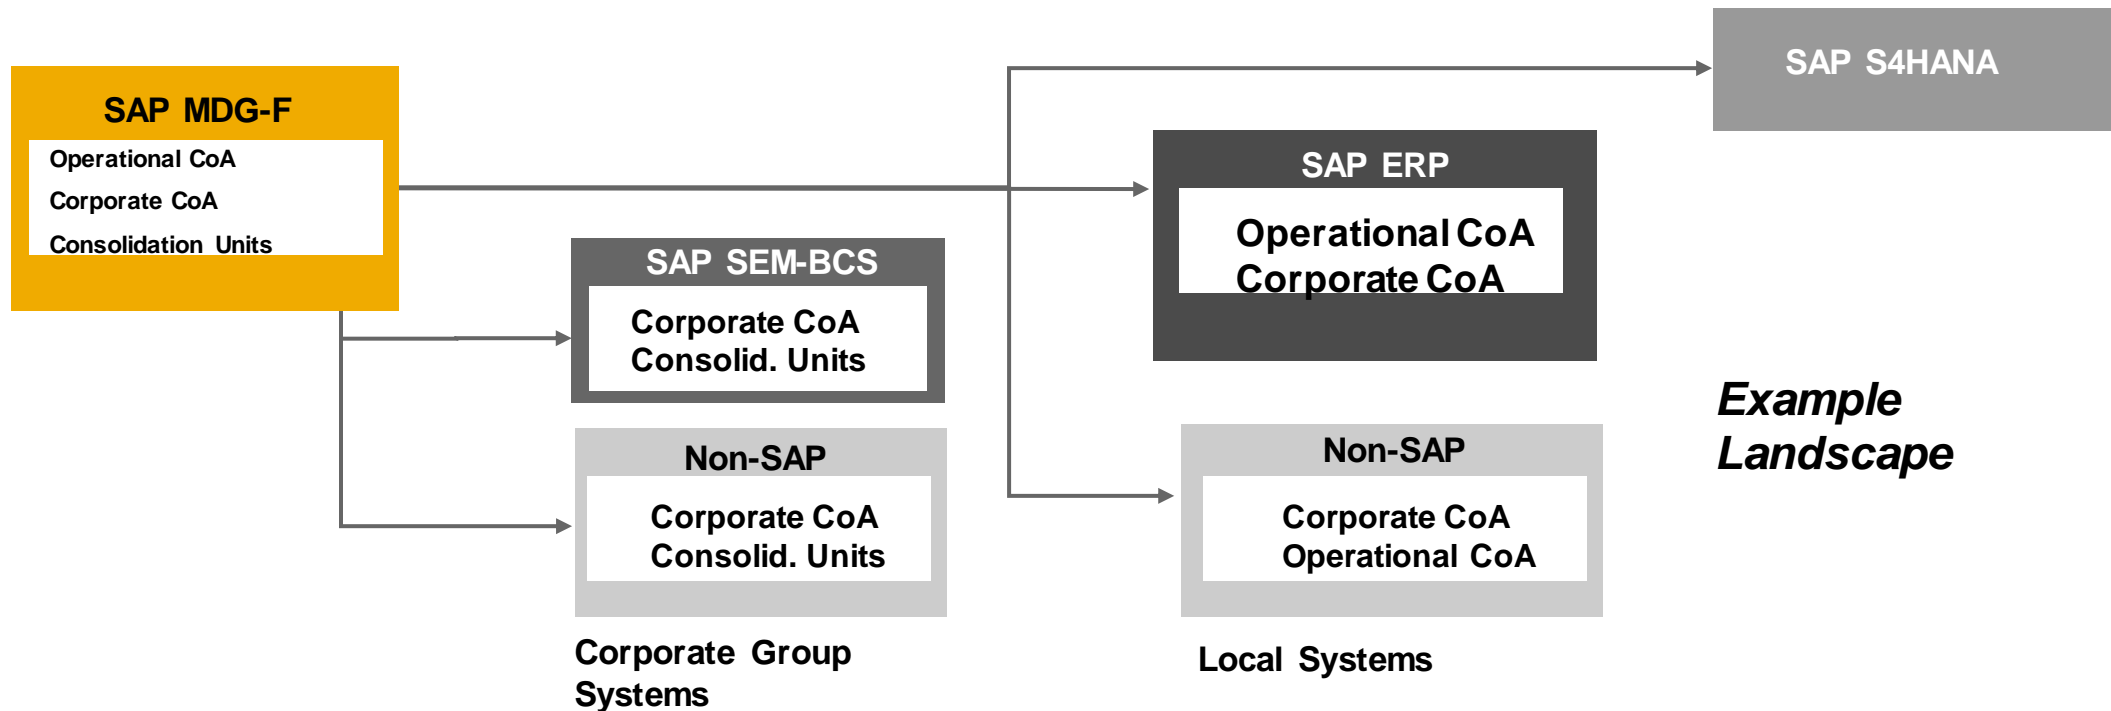 SAP MDG-F
Operational CoA
Corporate CoA
Consolidation Units
SAP SEM-BCS
Corporate CoA
Consolid. Units
Non-SAP
Corporate CoA
Consolid. Units
Corporate Group
Systems
SAP ERP
Operational CoA
Corporate CoA
Non-SAP
Corporate CoA
Operational CoA
Local Systems
SAP S4HANA
Example
Landscape